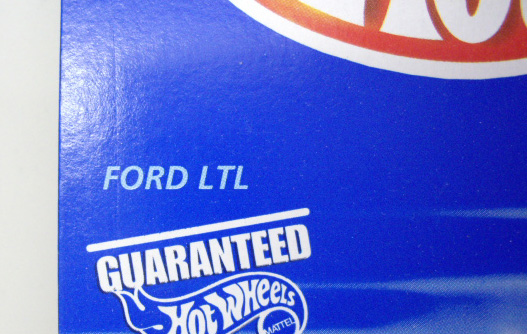 FORD LTL
GUARANTEED
HOT WHEELS
MATTEL